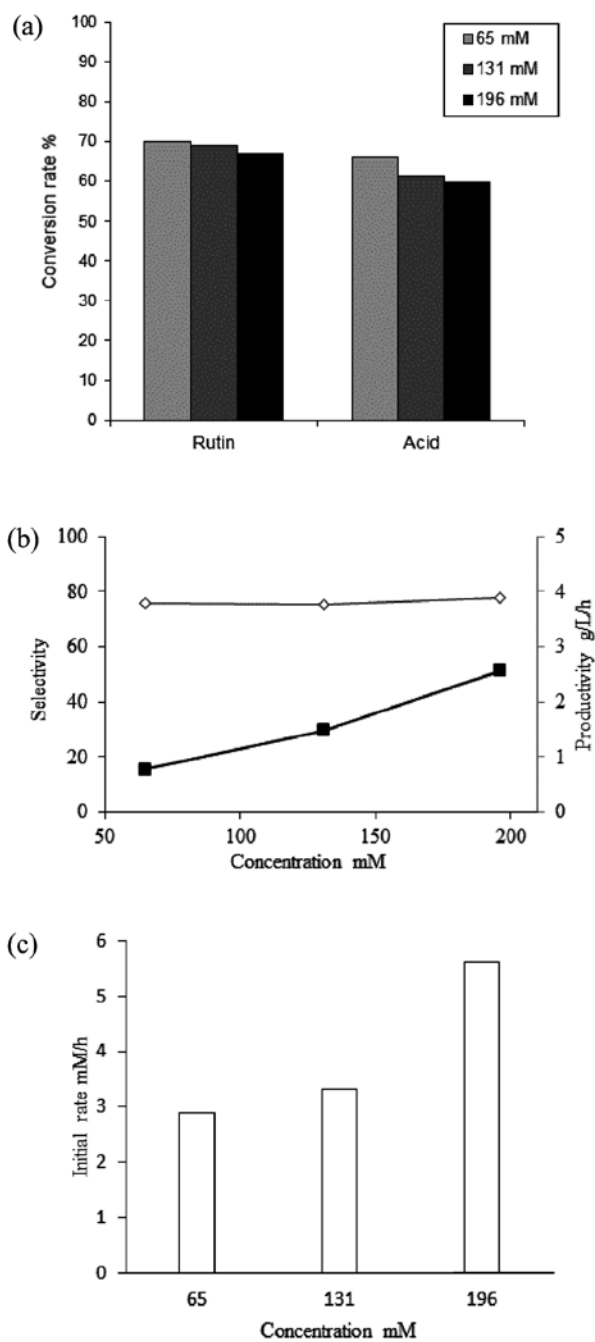 (a)
100
90
80
70
60
50
40
30
20
10
0
Conversion rate %
65 mM
131 mM
196 mM
Rutin Acid
(b)
100
80
60
40
20
0
Selectivity
5
4
3
2
1
0
Productivity g/L/h
50 100 150 200
Concentration mM
(c)
6
5
4
3
2
1
0
Initial rate mM/h
65 131 196
Concentration mM